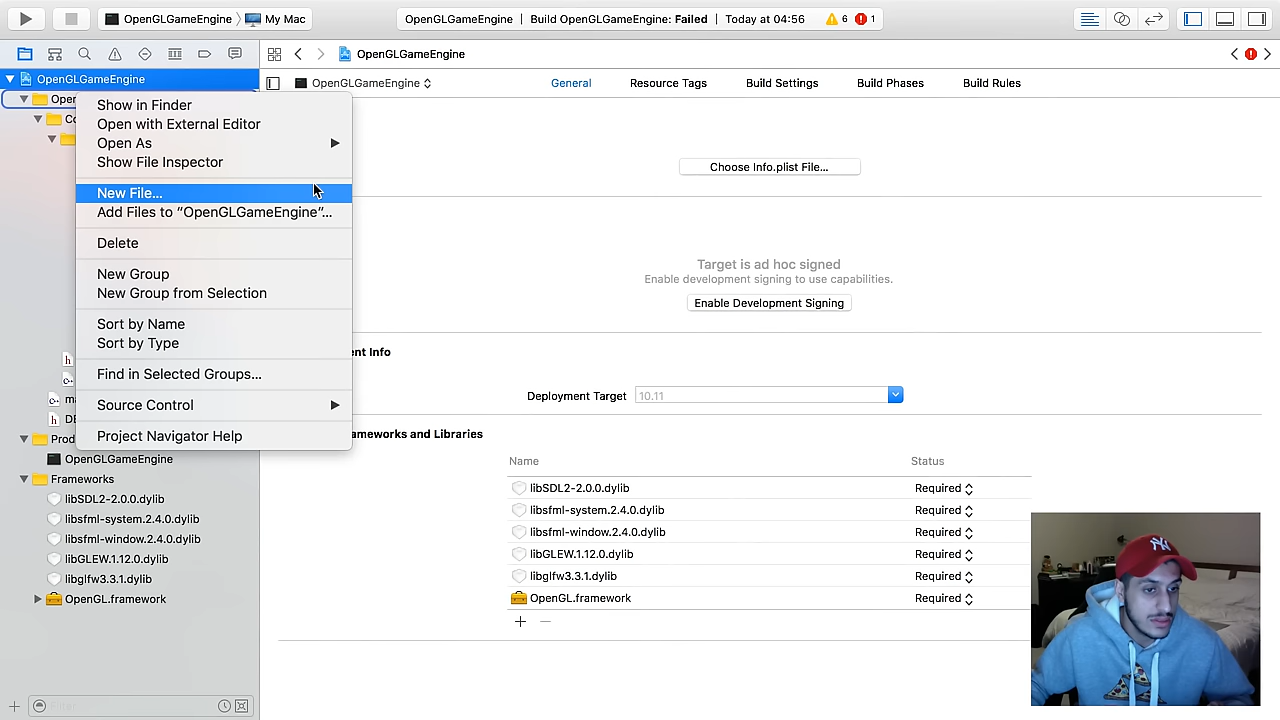 OpenGLGameEngine 〉 My Mac
OpenGLGameEngine | Build OpenGLGameEngine: Failed | Today at 04:56 6 1
OpenGLGameEngine
OpenGLGameEngine
OpenGLGameEngine General Resource Tags Build Settings Build Phases Build Rules
Show in Finder
Open with External Editor
Open As
Show File Inspector
New File...
Add Files to “OpenGLGameEngine”...
Delete
New Group
New Group from Selection
Sort by Name
Sort by Type
Find in Selected Groups...
Source Control
Project Navigator Help
OpenGLGameEngine
Frameworks
libSDL2-2.0.0.dylib
libsfml-system.2.4.0.dylib
libsfml-window.2.4.0.dylib
libGLEW.1.12.0.dylib
libglfw3.3.1.dylib
OpenGL.framework
Choose Info.plist File...
Target is ad hoc signed
Enable development signing to use capabilities.
Enable Development Signing
ent Info
Deployment Target 10.11
ameworks and Libraries
Name Status
libSDL2-2.0.0.dylib Required
libsfml-system.2.4.0.dylib Required
libsfml-window.2.4.0.dylib Required
libGLEW.1.12.0.dylib Required
libglfw3.3.1.dylib Required
OpenGL.framework Required